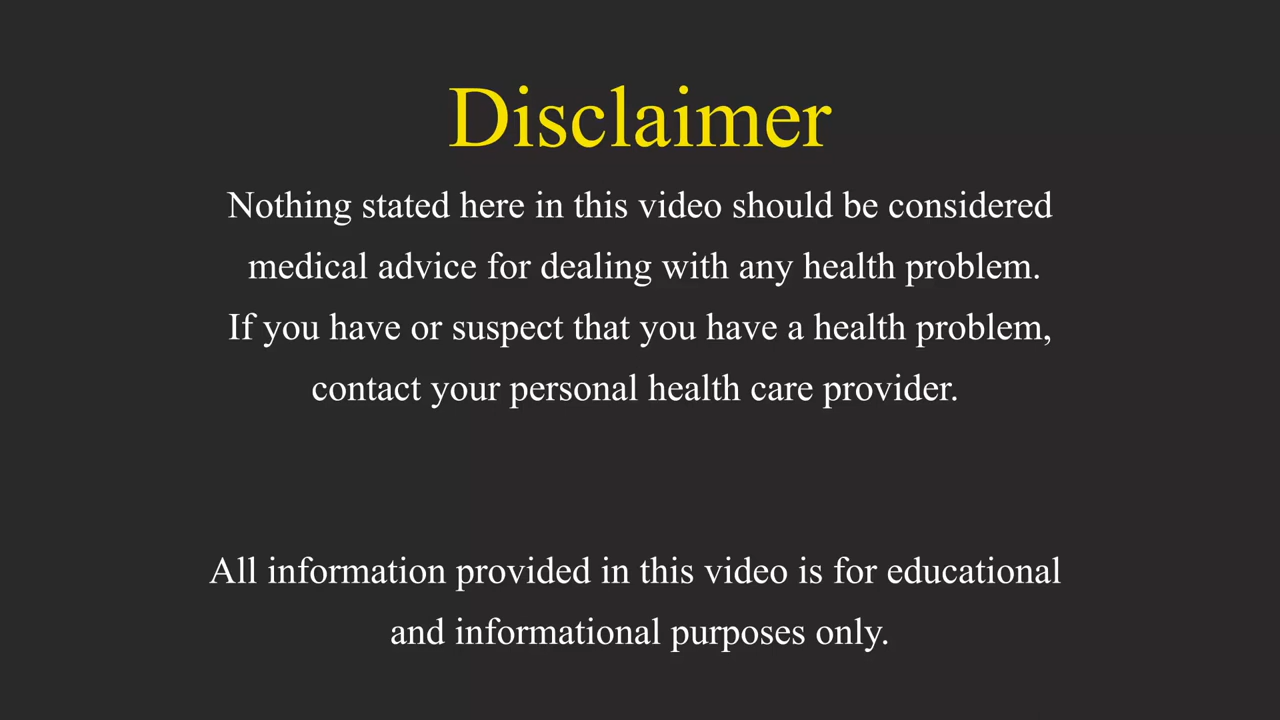 Disclaimer
Nothing stated here in this video should be considered
medical advice for dealing with any health problem.
If you have or suspect that you have a health problem,
contact your personal health care provider.
All information provided in this video is for educational
and informational purposes only.